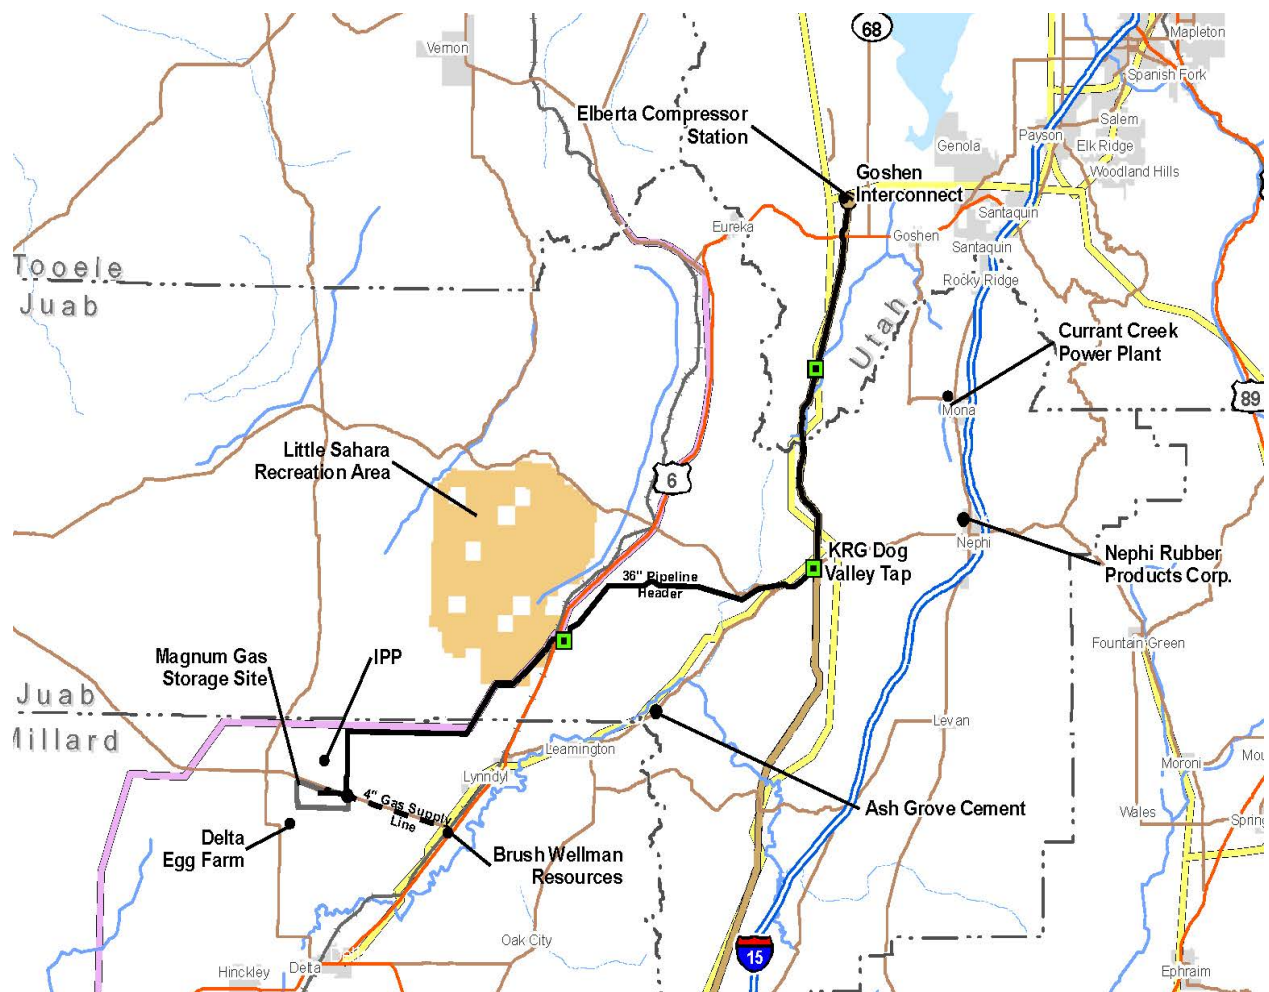 68
Vernon
Mapleton
Spanish Fork
Elberta Compressor
Station
Salem
Payson
Genola
Elk Ridge
Woodland Hills
Goshen
Interconnect
Santaquin
Eureka
Goshen
Santaquin
Tooele
Juab
Rocky Ridge
Utah
Currant Creek
Power Plant
89
Mona
Little Sahara
Recreation Area
6
Nephi
KRG Dog
Valley Tap
Nephi Rubber
Products Corp.
36" Pipeline
Header
Fountain Green
Magnum Gas
Storage Site
IPP
Juab
Millard
Levan
Leamington
Moroni
Mou
Lynndyl
4" Gas Supply
Line
Ash Grove Cement
Wales
Spring
Delta
Egg Farm
Brush Wellman
Resources
Oak City
15
Hinckley
Delta
Ephraim